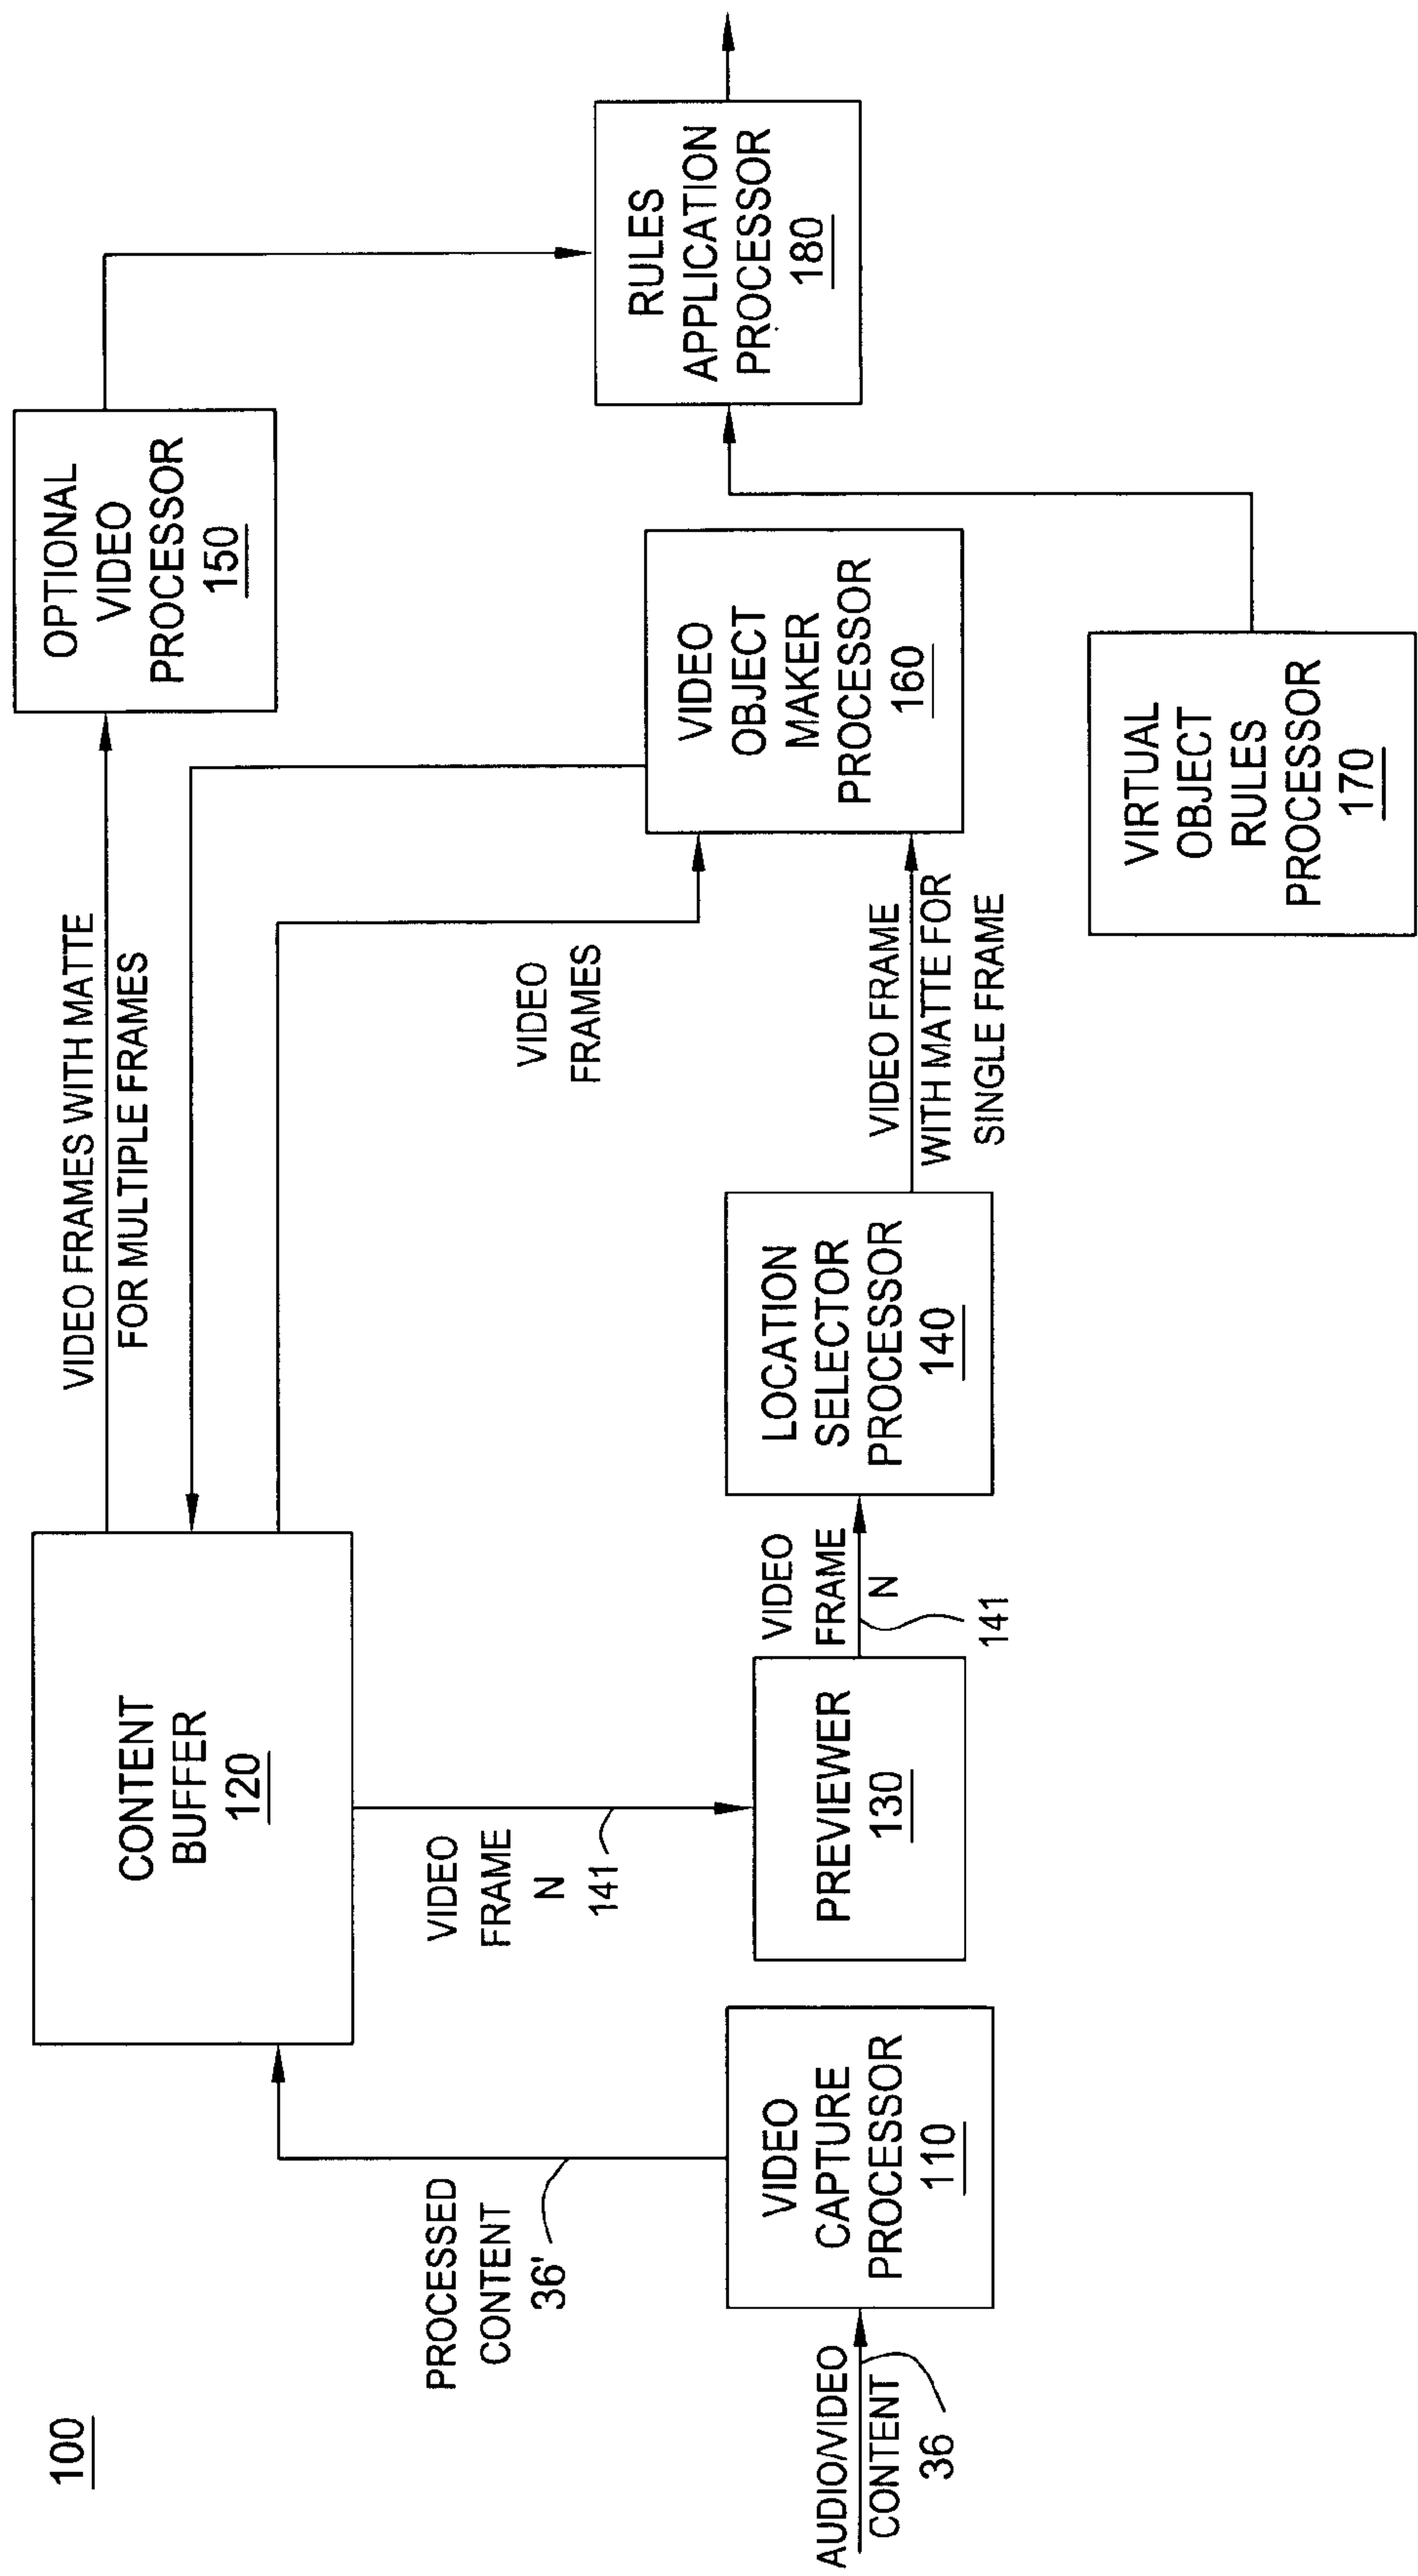 100
AUDIO/VIDEO
CONTENT
36
VIDEO
CAPTURE
PROCESSOR
110
PROCESSED
CONTENT
36'
CONTENT
BUFFER
120
VIDEO
FRAME
N
141
PREVIEWER
130
VIDEO
FRAME
N
141
LOCATION
SELECTOR
PROCESSOR
140
VIDEO FRAME
WITH MATTE FOR
SINGLE FRAME
VIDEO
FRAMES
VIDEO FRAMES WITH MATTE
FOR MULTIPLE FRAMES
OPTIONAL
VIDEO
PROCESSOR
150
VIDEO
OBJECT
MAKER
PROCESSOR
160
VIRTUAL
OBJECT
RULES
PROCESSOR
170
RULES
APPLICATION
PROCESSOR
180